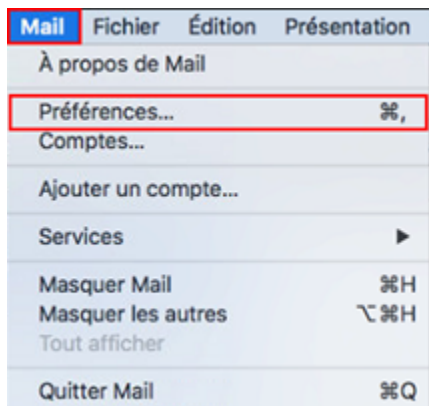 Mail Fichier Édition Présentation
À propos de Mail
Préférences... ⌘,
Comptes...
Ajouter un compte...
Services ▶
Masquer Mail ⌘H
Masquer les autres ⌥⌘H
Tout afficher
Quitter Mail ⌘Q